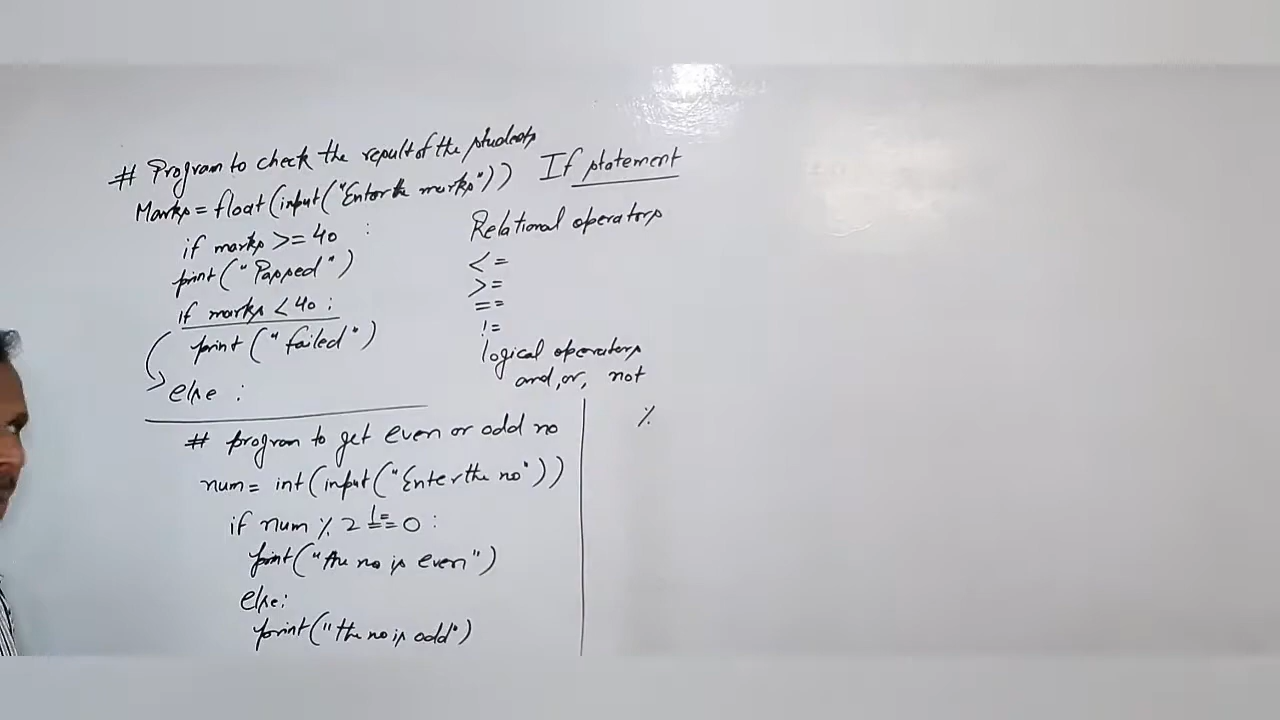 # Program to check the result of the students
If statement
Marks = float(input("Enter the marks"))
if marks >= 40 :
print("Passed")
if marks < 40 :
print("failed")
else :
Relational operators
<=
>=
==
!=
logical operators
and, or, not
%
# program to get even or odd no
num = int(input("Enter the no"))
if num % 2 != == 0 :
print("the no is even")
else:
print("the no is odd")